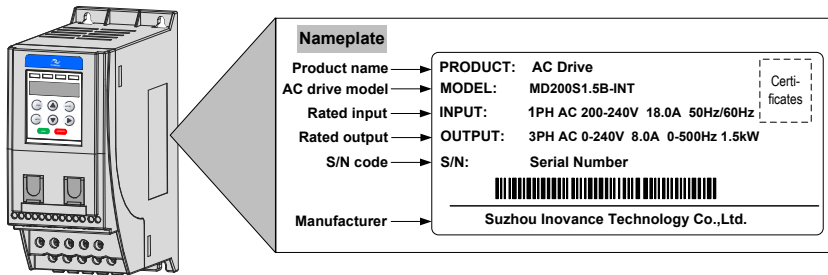 Nameplate
Product name
AC drive model
Rated input
Rated output
S/N code
Manufacturer
PRODUCT: AC Drive
MODEL: MD200S1.5B-INT
INPUT: 1PH AC 200-240V 18.0A 50Hz/60Hz
OUTPUT: 3PH AC 0-240V 8.0A 0-500Hz 1.5kW
S/N: Serial Number
Suzhou Inovance Technology Co.,Ltd.
Certi-
ficates